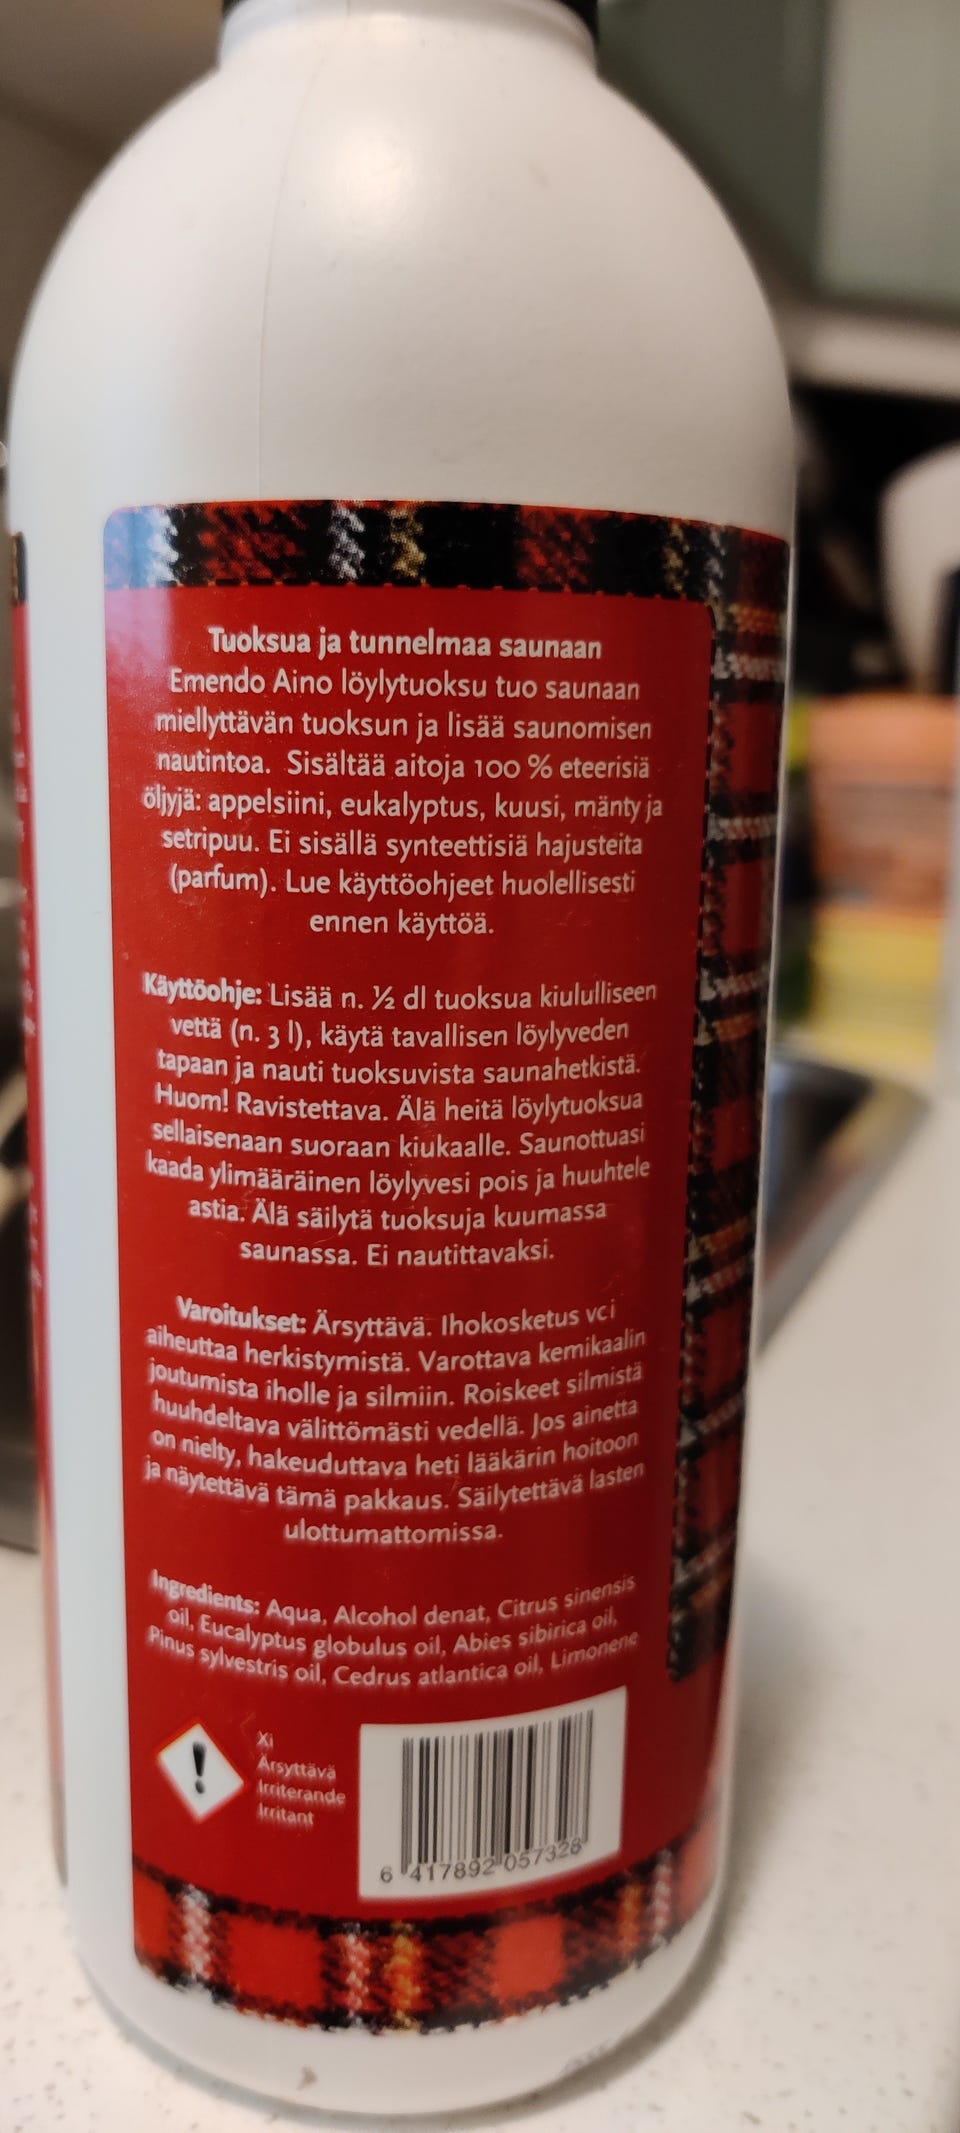 Tuoksua ja tunnelmaa saunaan
Emendo Aino löylytuoksu tuo saunaan
miellyttävän tuoksun ja lisää saunomisen
nautintoa. Sisältää aitoja 100 % eteerisiä
öljyjä: appelsiini, eukalyptus, kuusi, mänty ja
setripuu. Ei sisällä synteettisiä hajusteita
(parfum). Lue käyttöohjeet huolellisesti
ennen käyttöä.
Käyttöohje: Lisää n. ½ dl tuoksua kiululliseen
vettä (n. 3 l), käytä tavallisen löylyveden
tapaan ja nauti tuoksuvista saunahetkistä.
Huom! Ravistettava. Älä heitä löylytuoksua
sellaisenaan suoraan kiukaalle. Saunottuasi
kaada ylimääräinen löylyvesi pois ja huuhtele
astia. Älä säilytä tuoksuja kuumassa
saunassa. Ei nautittavaksi.
Varoitukset: Ärsyttävä. Ihokosketus voi
aiheuttaa herkistymistä. Varottava kemikaalin
joutumista iholle ja silmiin. Roiskeet silmistä
huuhdeltava välittömästi vedellä. Jos ainetta
on nielty, hakeuduttava heti lääkärin hoitoon
ja näytettävä tämä pakkaus. Säilytettävä lasten
ulottumattomissa.
Ingredients: Aqua, Alcohol denat, Citrus sinensis
oil, Eucalyptus globulus oil, Abies sibirica oil,
Pinus sylvestris oil, Cedrus atlantica oil, Limonene
Xi
Ärsyttävä
Irriterande
Irritant
6 417892 057328